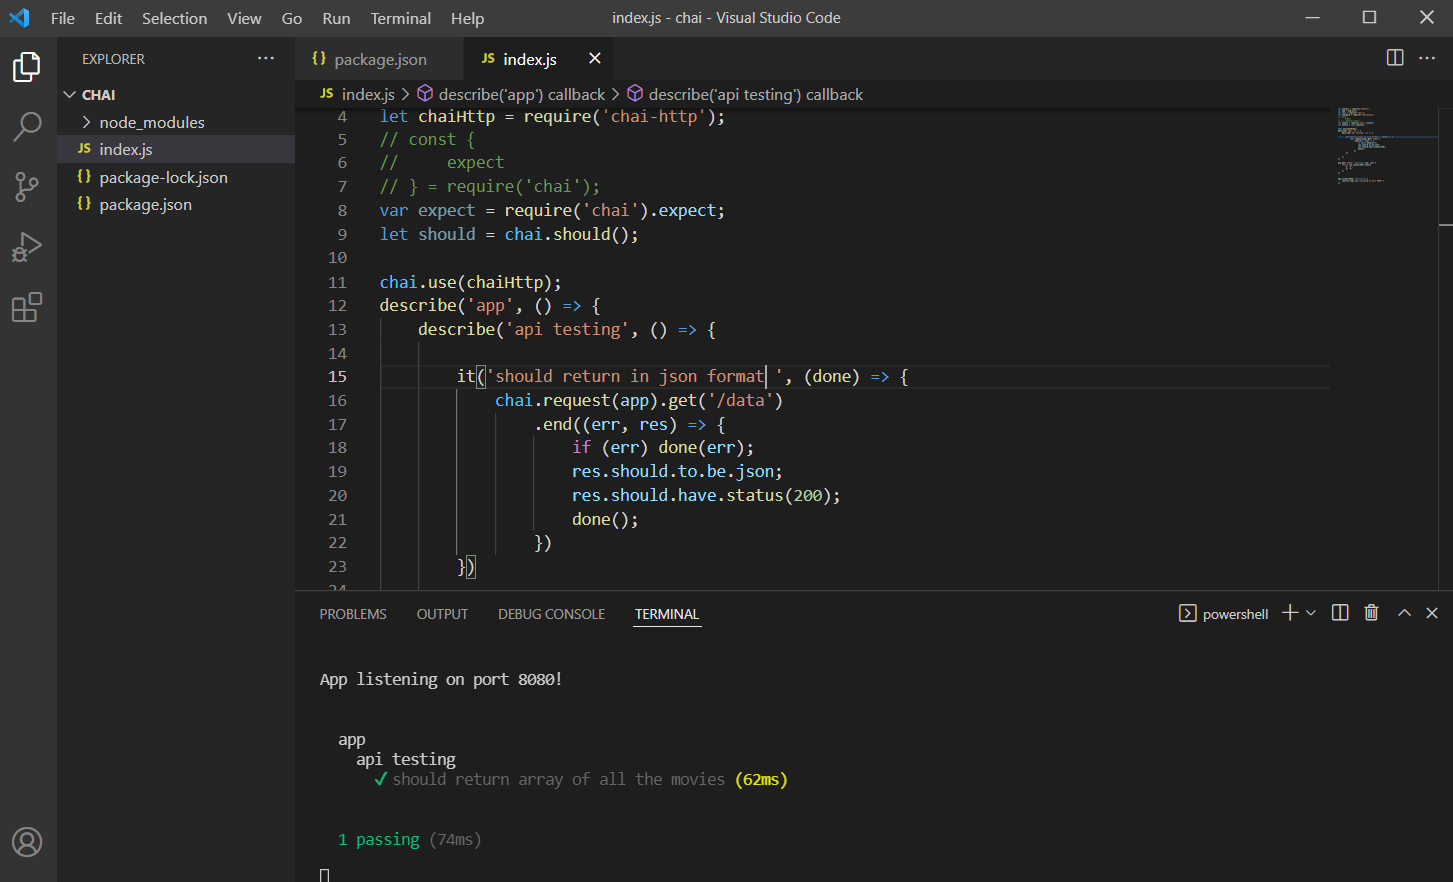 File Edit Selection View Go Run Terminal Help
index.js - chai - Visual Studio Code
EXPLORER
CHAI
node_modules
JS index.js
{} package-lock.json
{} package.json
{} package.json
JS index.js
JS index.js > describe('app') callback > describe('api testing') callback
4 let chaiHttp = require('chai-http');
5 // const {
6 //     expect
7 // } = require('chai');
8 var expect = require('chai').expect;
9 let should = chai.should();
10
11 chai.use(chaiHttp);
12 describe('app', () => {
13     describe('api testing', () => {
14
15         it('should return in json format ', (done) => {
16             chai.request(app).get('/data')
17                 .end((err, res) => {
18                     if (err) done(err);
19                     res.should.to.be.json;
20                     res.should.have.status(200);
21                     done();
22                 })
23         })
24
PROBLEMS OUTPUT DEBUG CONSOLE TERMINAL
powershell
App listening on port 8080!
app
api testing
✓ should return array of all the movies (62ms)
1 passing (74ms)